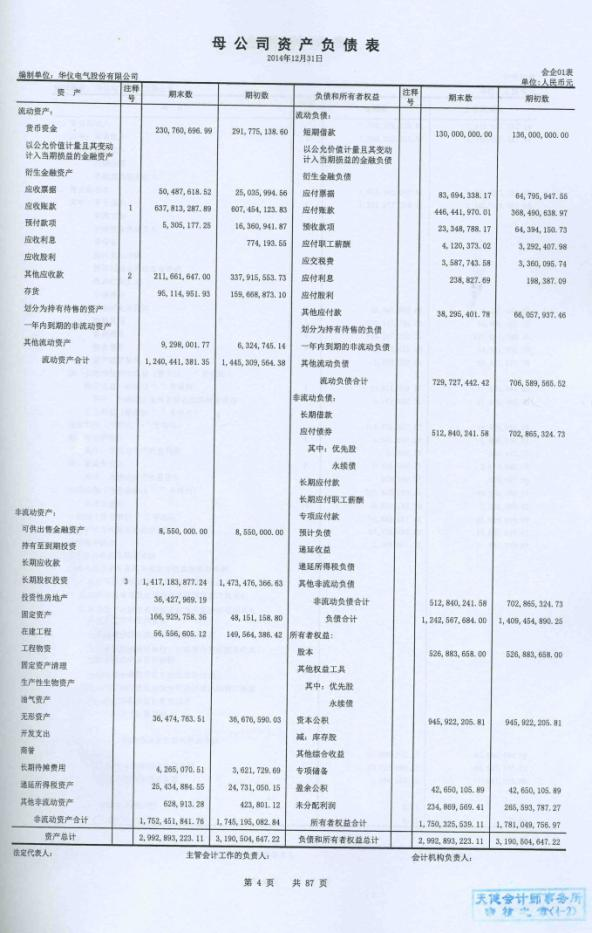 母公司资产负债表
2014年12月31日
会企01表
编制单位：华仪电气股份有限公司 单位：人民币元
资 产 注释号 期末数 期初数 负债和所有者权益 注释号 期末数 期初数
流动资产： 流动负债：
货币资金 230,760,696.99 291,775,138.60 短期借款 130,000,000.00 136,000,000.00
以公允价值计量且其变动计入当期损益的金融资产 以公允价值计量且其变动计入当期损益的金融负债
衍生金融资产 衍生金融负债
应收票据 50,487,618.52 25,035,994.56 应付票据 83,694,338.17 64,795,947.55
应收账款 1 637,813,287.89 607,454,123.83 应付账款 446,441,970.01 368,490,638.97
预付款项 5,305,177.25 16,360,941.87 预收款项 23,348,788.17 64,394,150.73
应收利息 774,193.55 应付职工薪酬 4,120,373.02 3,292,407.98
应收股利 应交税费 3,587,743.58 3,360,095.74
其他应收款 2 211,661,647.00 337,915,553.73 应付利息 238,827.69 198,387.09
存货 95,114,951.93 159,668,873.10 应付股利
划分为持有待售的资产 其他应付款 38,295,401.78 66,057,937.46
一年内到期的非流动资产 划分为持有待售的负债
其他流动资产 9,298,001.77 6,324,745.14 一年内到期的非流动负债
流动资产合计 1,240,441,381.35 1,445,309,564.38 其他流动负债
流动负债合计 729,727,442.42 706,589,565.52
非流动负债：
长期借款
应付债券 512,840,241.58 702,865,324.73
其中：优先股
永续债
长期应付款
长期应付职工薪酬
非流动资产： 专项应付款
可供出售金融资产 8,550,000.00 8,550,000.00 预计负债
持有至到期投资 递延收益
长期应收款 递延所得税负债
长期股权投资 3 1,417,183,877.24 1,473,476,366.63 其他非流动负债
投资性房地产 36,427,969.19 非流动负债合计 512,840,241.58 702,865,324.73
固定资产 166,929,758.36 48,151,158.80 负债合计 1,242,567,684.00 1,409,454,890.25
在建工程 56,556,605.12 149,564,386.42 所有者权益：
工程物资 股本 526,883,658.00 526,883,658.00
固定资产清理 其他权益工具
生产性生物资产 其中：优先股
油气资产 永续债
无形资产 36,474,763.51 36,676,590.03 资本公积 945,922,205.81 945,922,205.81
开发支出 减：库存股
商誉 其他综合收益
长期待摊费用 4,265,070.51 3,621,729.69 专项储备
递延所得税资产 25,434,884.55 24,731,050.15 盈余公积 42,650,105.89 42,650,105.89
其他非流动资产 628,913.28 423,801.12 未分配利润 234,869,569.41 265,593,787.27
非流动资产合计 1,752,451,841.76 1,745,195,082.84 所有者权益合计 1,750,325,539.11 1,781,049,756.97
资产总计 2,992,893,223.11 3,190,504,647.22 负债和所有者权益总计 2,992,893,223.11 3,190,504,647.22
法定代表人： 主管会计工作的负责人： 会计机构负责人：
第 4 页 共 87 页
天健会计师事务所